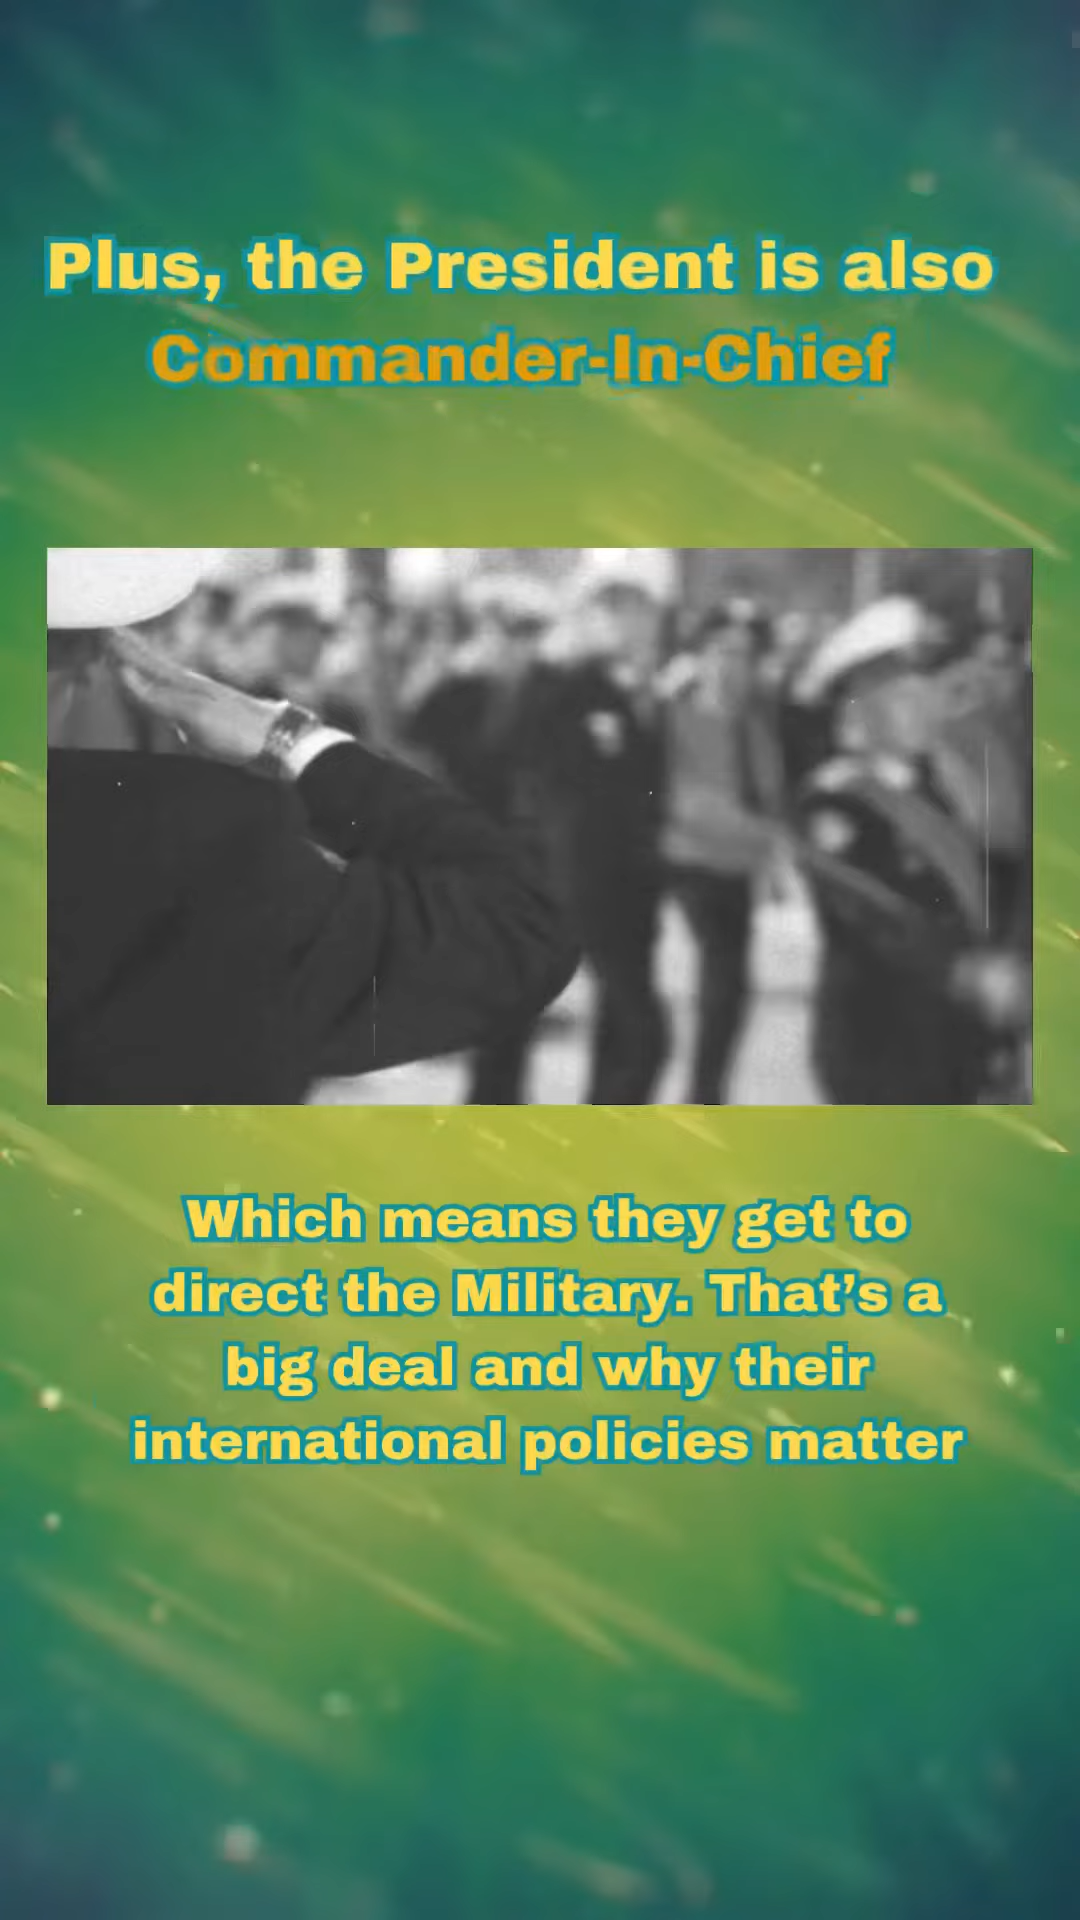 Plus, the President is also
Commander-In-Chief
Which means they get to
direct the Military. That’s a
big deal and why their
international policies matter